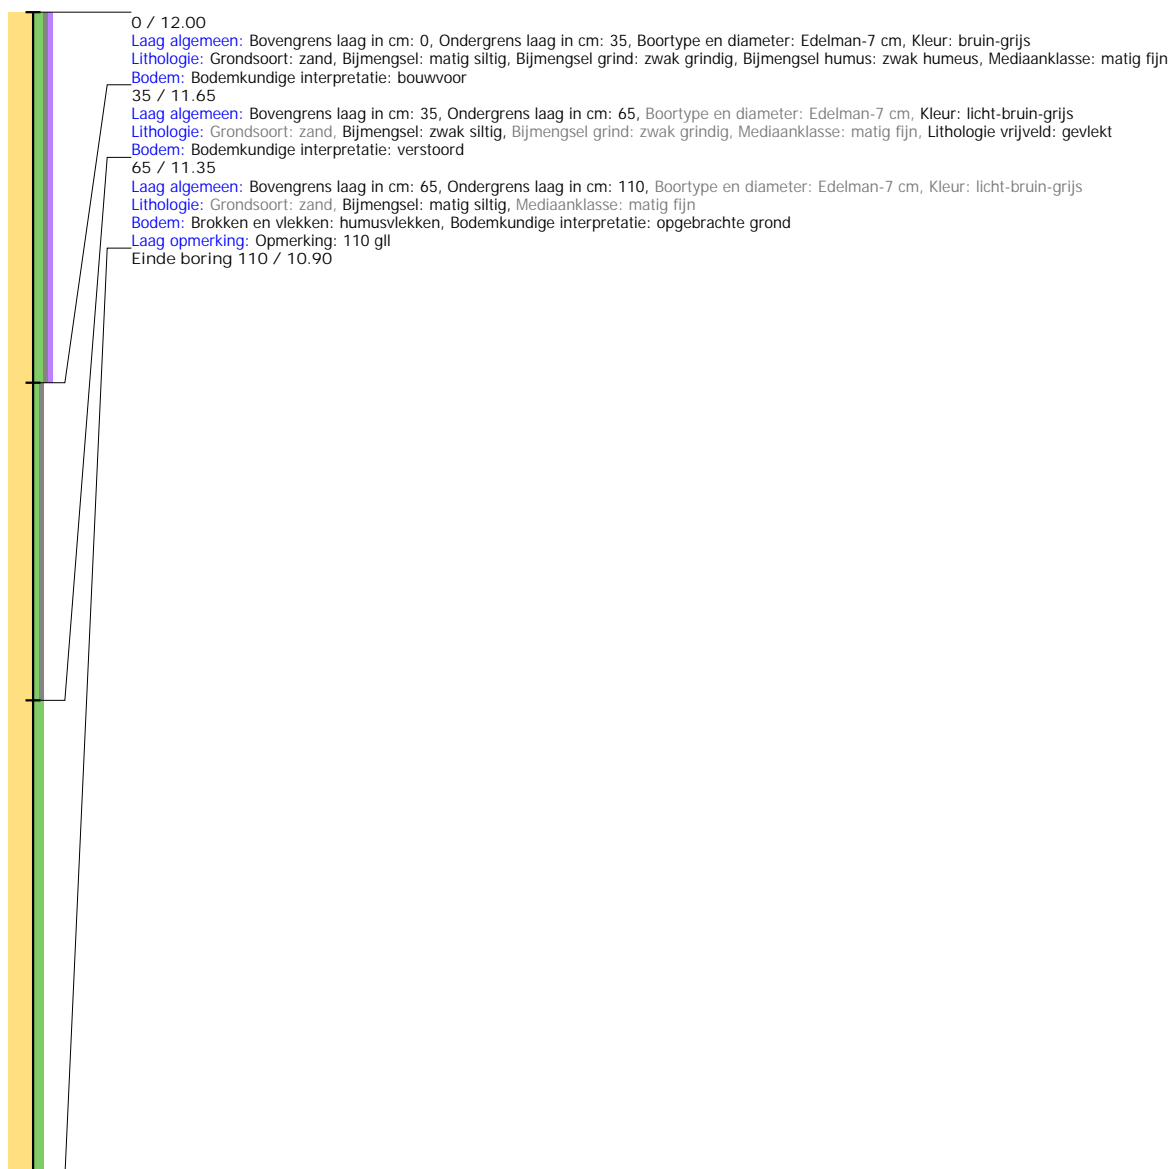 0 / 12.00
Laag algemeen: Bovengrens laag in cm: 0, Ondergrens laag in cm: 35, Boortype en diameter: Edelman-7 cm, Kleur: bruin-grijs
Lithologie: Grondsoort: zand, Bijmengsel: matig siltig, Bijmengsel grind: zwak grindig, Bijmengsel humus: zwak humeus, Mediaanklasse: matig fijn
Bodem: Bodemkundige interpretatie: bouwvoor
35 / 11.65
Laag algemeen: Bovengrens laag in cm: 35, Ondergrens laag in cm: 65, Boortype en diameter: Edelman-7 cm, Kleur: licht-bruin-grijs
Lithologie: Grondsoort: zand, Bijmengsel: zwak siltig, Bijmengsel grind: zwak grindig, Mediaanklasse: matig fijn, Lithologie vrijveld: gevlekt
Bodem: Bodemkundige interpretatie: verstoord
65 / 11.35
Laag algemeen: Bovengrens laag in cm: 65, Ondergrens laag in cm: 110, Boortype en diameter: Edelman-7 cm, Kleur: licht-bruin-grijs
Lithologie: Grondsoort: zand, Bijmengsel: matig siltig, Mediaanklasse: matig fijn
Bodem: Brokken en vlekken: humusvlekken, Bodemkundige interpretatie: opgebrachte grond
Laag opmerking: Opmerking: 110 gll
Einde boring 110 / 10.90